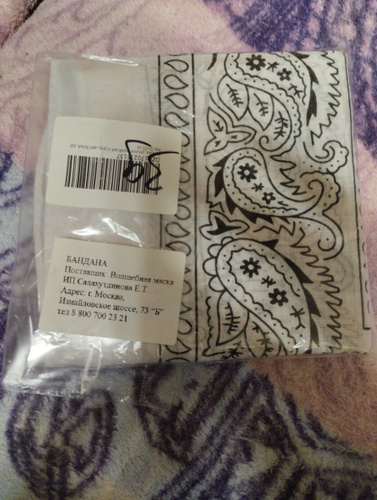 БАНДАНА
Поставщик: Волшебная маска
ИП Салахутдинова Е.Т.
Адрес: г. Москва,
Измайловское шоссе, 73 "Б"
тел 8 800 700 23 21